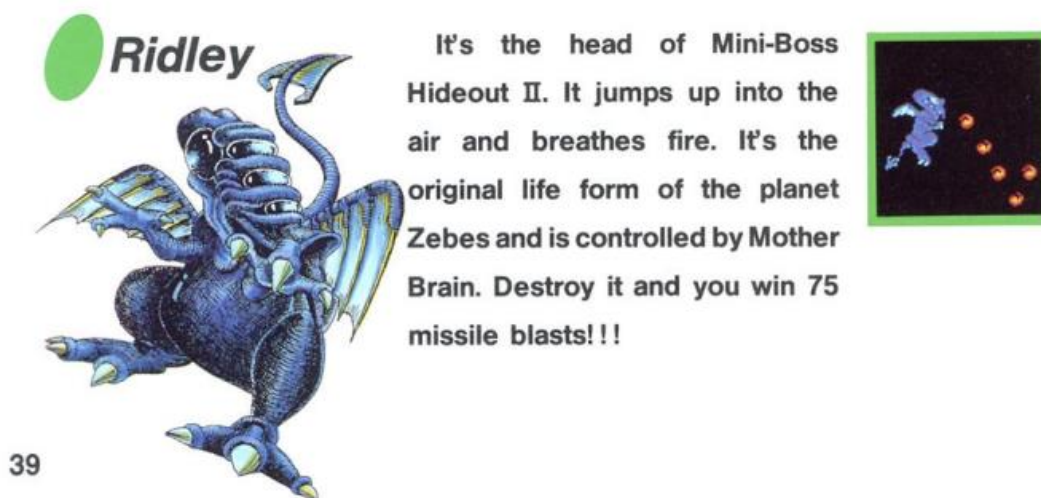 Ridley
It's the head of Mini-Boss
Hideout II. It jumps up into the
air and breathes fire. It's the
original life form of the planet
Zebes and is controlled by Mother
Brain. Destroy it and you win 75
missile blasts!!!
39